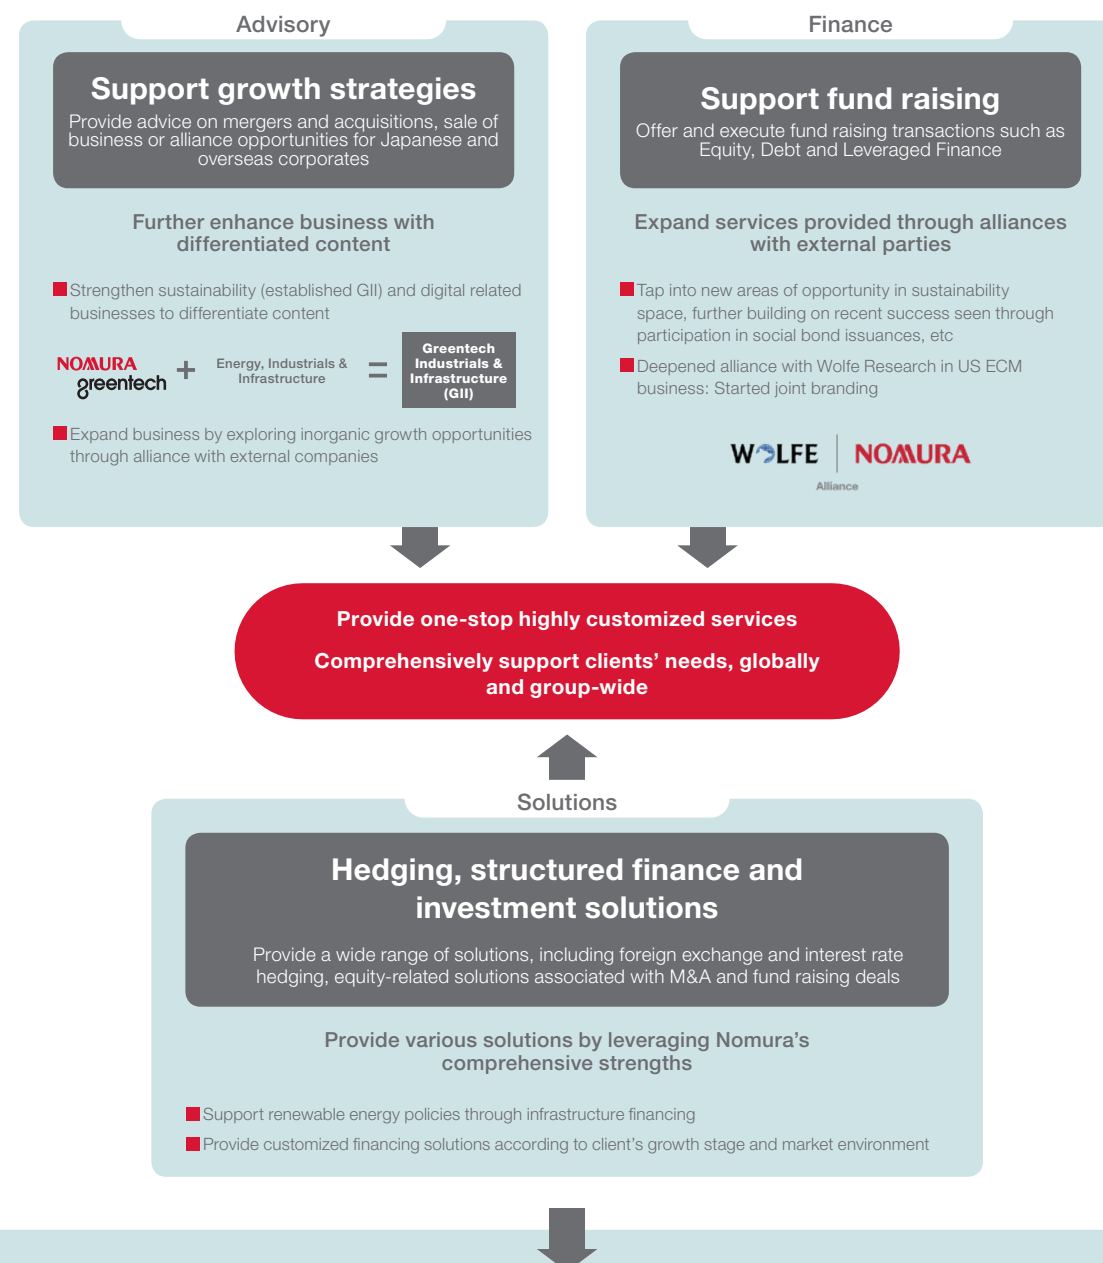 Advisory
Support growth strategies
Provide advice on mergers and acquisitions, sale of
business or alliance opportunities for Japanese and
overseas corporates
Further enhance business with
differentiated content
Strengthen sustainability (established GII) and digital related
businesses to differentiate content
NOMURA
greentech
+
Energy, Industrials &
Infrastructure
=
Greentech
Industrials &
Infrastructure
(GII)
Expand business by exploring inorganic growth opportunities
through alliance with external companies
Finance
Support fund raising
Offer and execute fund raising transactions such as
Equity, Debt and Leveraged Finance
Expand services provided through alliances
with external parties
Tap into new areas of opportunity in sustainability
space, further building on recent success seen through
participation in social bond issuances, etc
Deepened alliance with Wolfe Research in US ECM
business: Started joint branding
WOLFE | NOMURA
Alliance
Provide one-stop highly customized services
Comprehensively support clients’ needs, globally
and group-wide
Solutions
Hedging, structured finance and
investment solutions
Provide a wide range of solutions, including foreign exchange and interest rate
hedging, equity-related solutions associated with M&A and fund raising deals
Provide various solutions by leveraging Nomura’s
comprehensive strengths
Support renewable energy policies through infrastructure financing
Provide customized financing solutions according to client’s growth stage and market environment